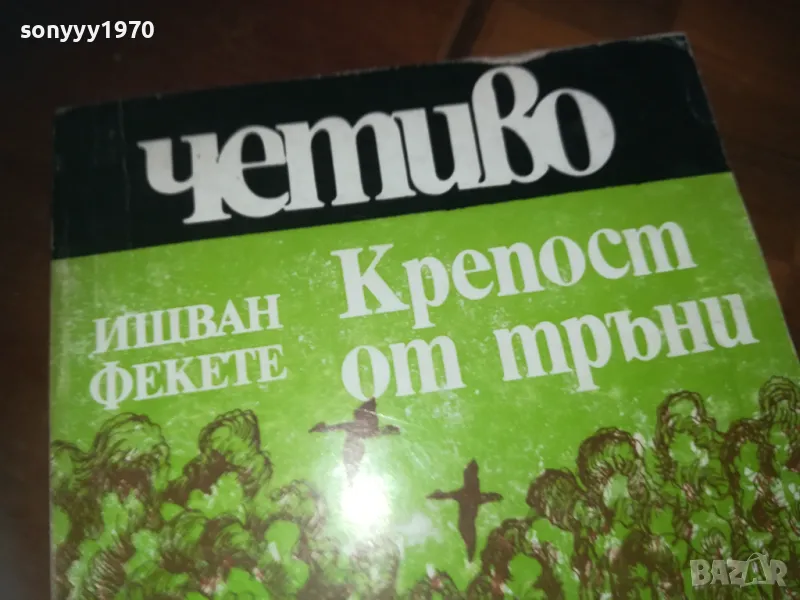 sonyyy1970
четиво
ИЩВАН
ФЕКЕТЕ
Крепост
от тръни
BAZAR